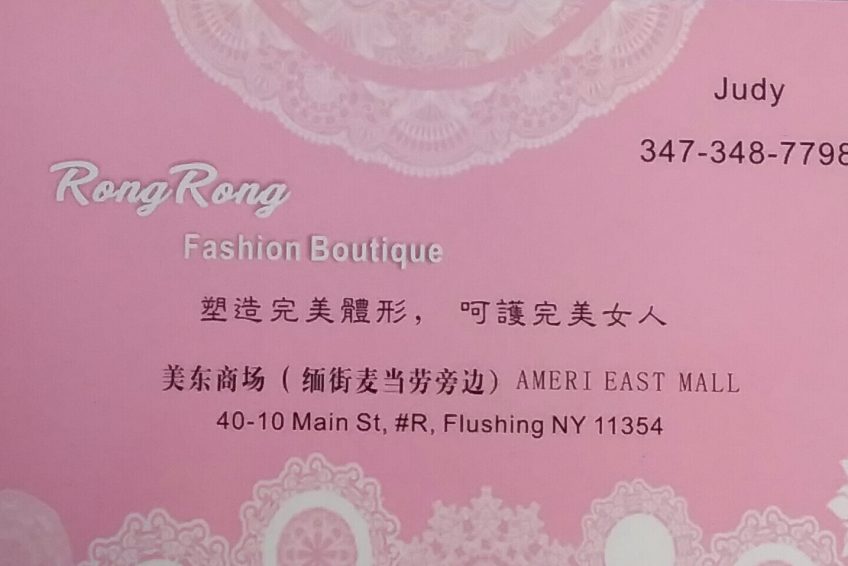 Judy
347-348-7798
RongRong
Fashion Boutique
塑造完美體形， 呵護完美女人
美东商场（缅街麦当劳旁边）AMERI EAST MALL
40-10 Main St, #R, Flushing NY 11354